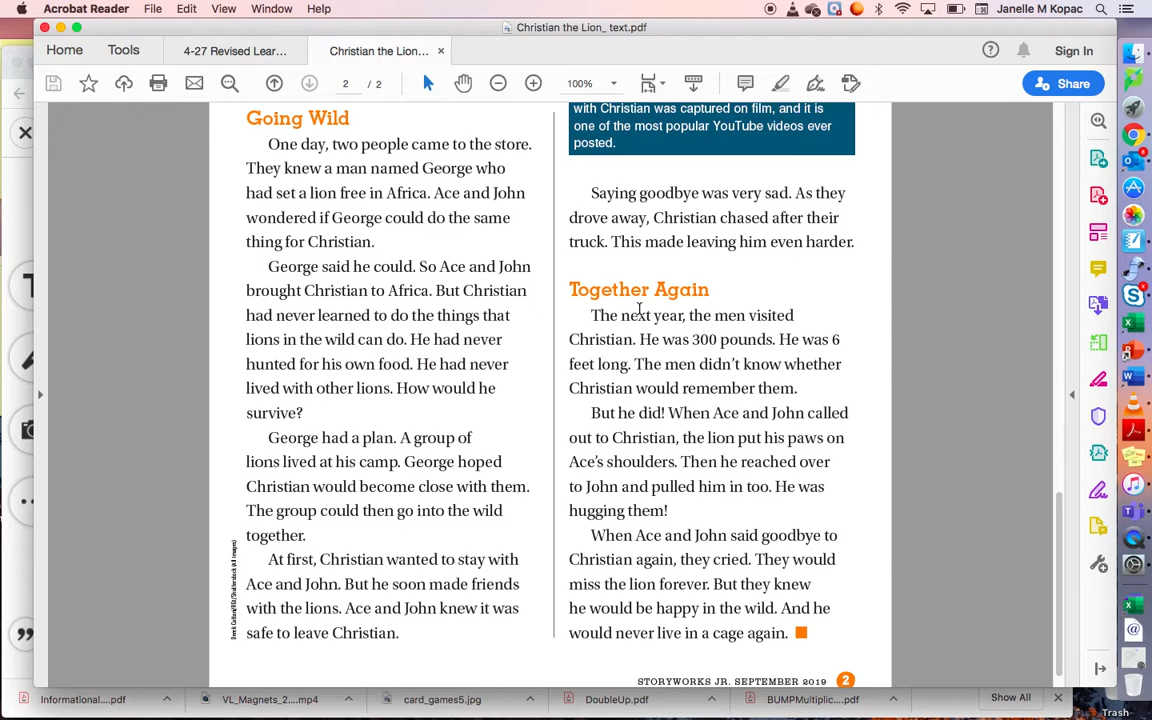 Acrobat Reader File Edit View Window Help
Janelle M Kopac
Christian the Lion_ text.pdf
Home Tools 4-27 Revised Lear... Christian the Lion... × Sign In
2 / 2 100% Share
Going Wild
One day, two people came to the store.
They knew a man named George who
had set a lion free in Africa. Ace and John
wondered if George could do the same
thing for Christian.
George said he could. So Ace and John
brought Christian to Africa. But Christian
had never learned to do the things that
lions in the wild can do. He had never
hunted for his own food. He had never
lived with other lions. How would he
survive?
George had a plan. A group of
lions lived at his camp. George hoped
Christian would become close with them.
The group could then go into the wild
together.
At first, Christian wanted to stay with
Ace and John. But he soon made friends
with the lions. Ace and John knew it was
safe to leave Christian.
with Christian was captured on film, and it is
one of the most popular YouTube videos ever
posted.
Saying goodbye was very sad. As they
drove away, Christian chased after their
truck. This made leaving him even harder.
Together Again
The next year, the men visited
Christian. He was 300 pounds. He was 6
feet long. The men didn’t know whether
Christian would remember them.
But he did! When Ace and John called
out to Christian, the lion put his paws on
Ace’s shoulders. Then he reached over
to John and pulled him in too. He was
hugging them!
When Ace and John said goodbye to
Christian again, they cried. They would
miss the lion forever. But they knew
he would be happy in the wild. And he
would never live in a cage again.
STORYWORKS JR. SEPTEMBER 2019 2
Informational....pdf VL_Magnets_2....mp4 card_games5.jpg DoubleUp.pdf BUMPMultiplic....pdf Show All
Trash